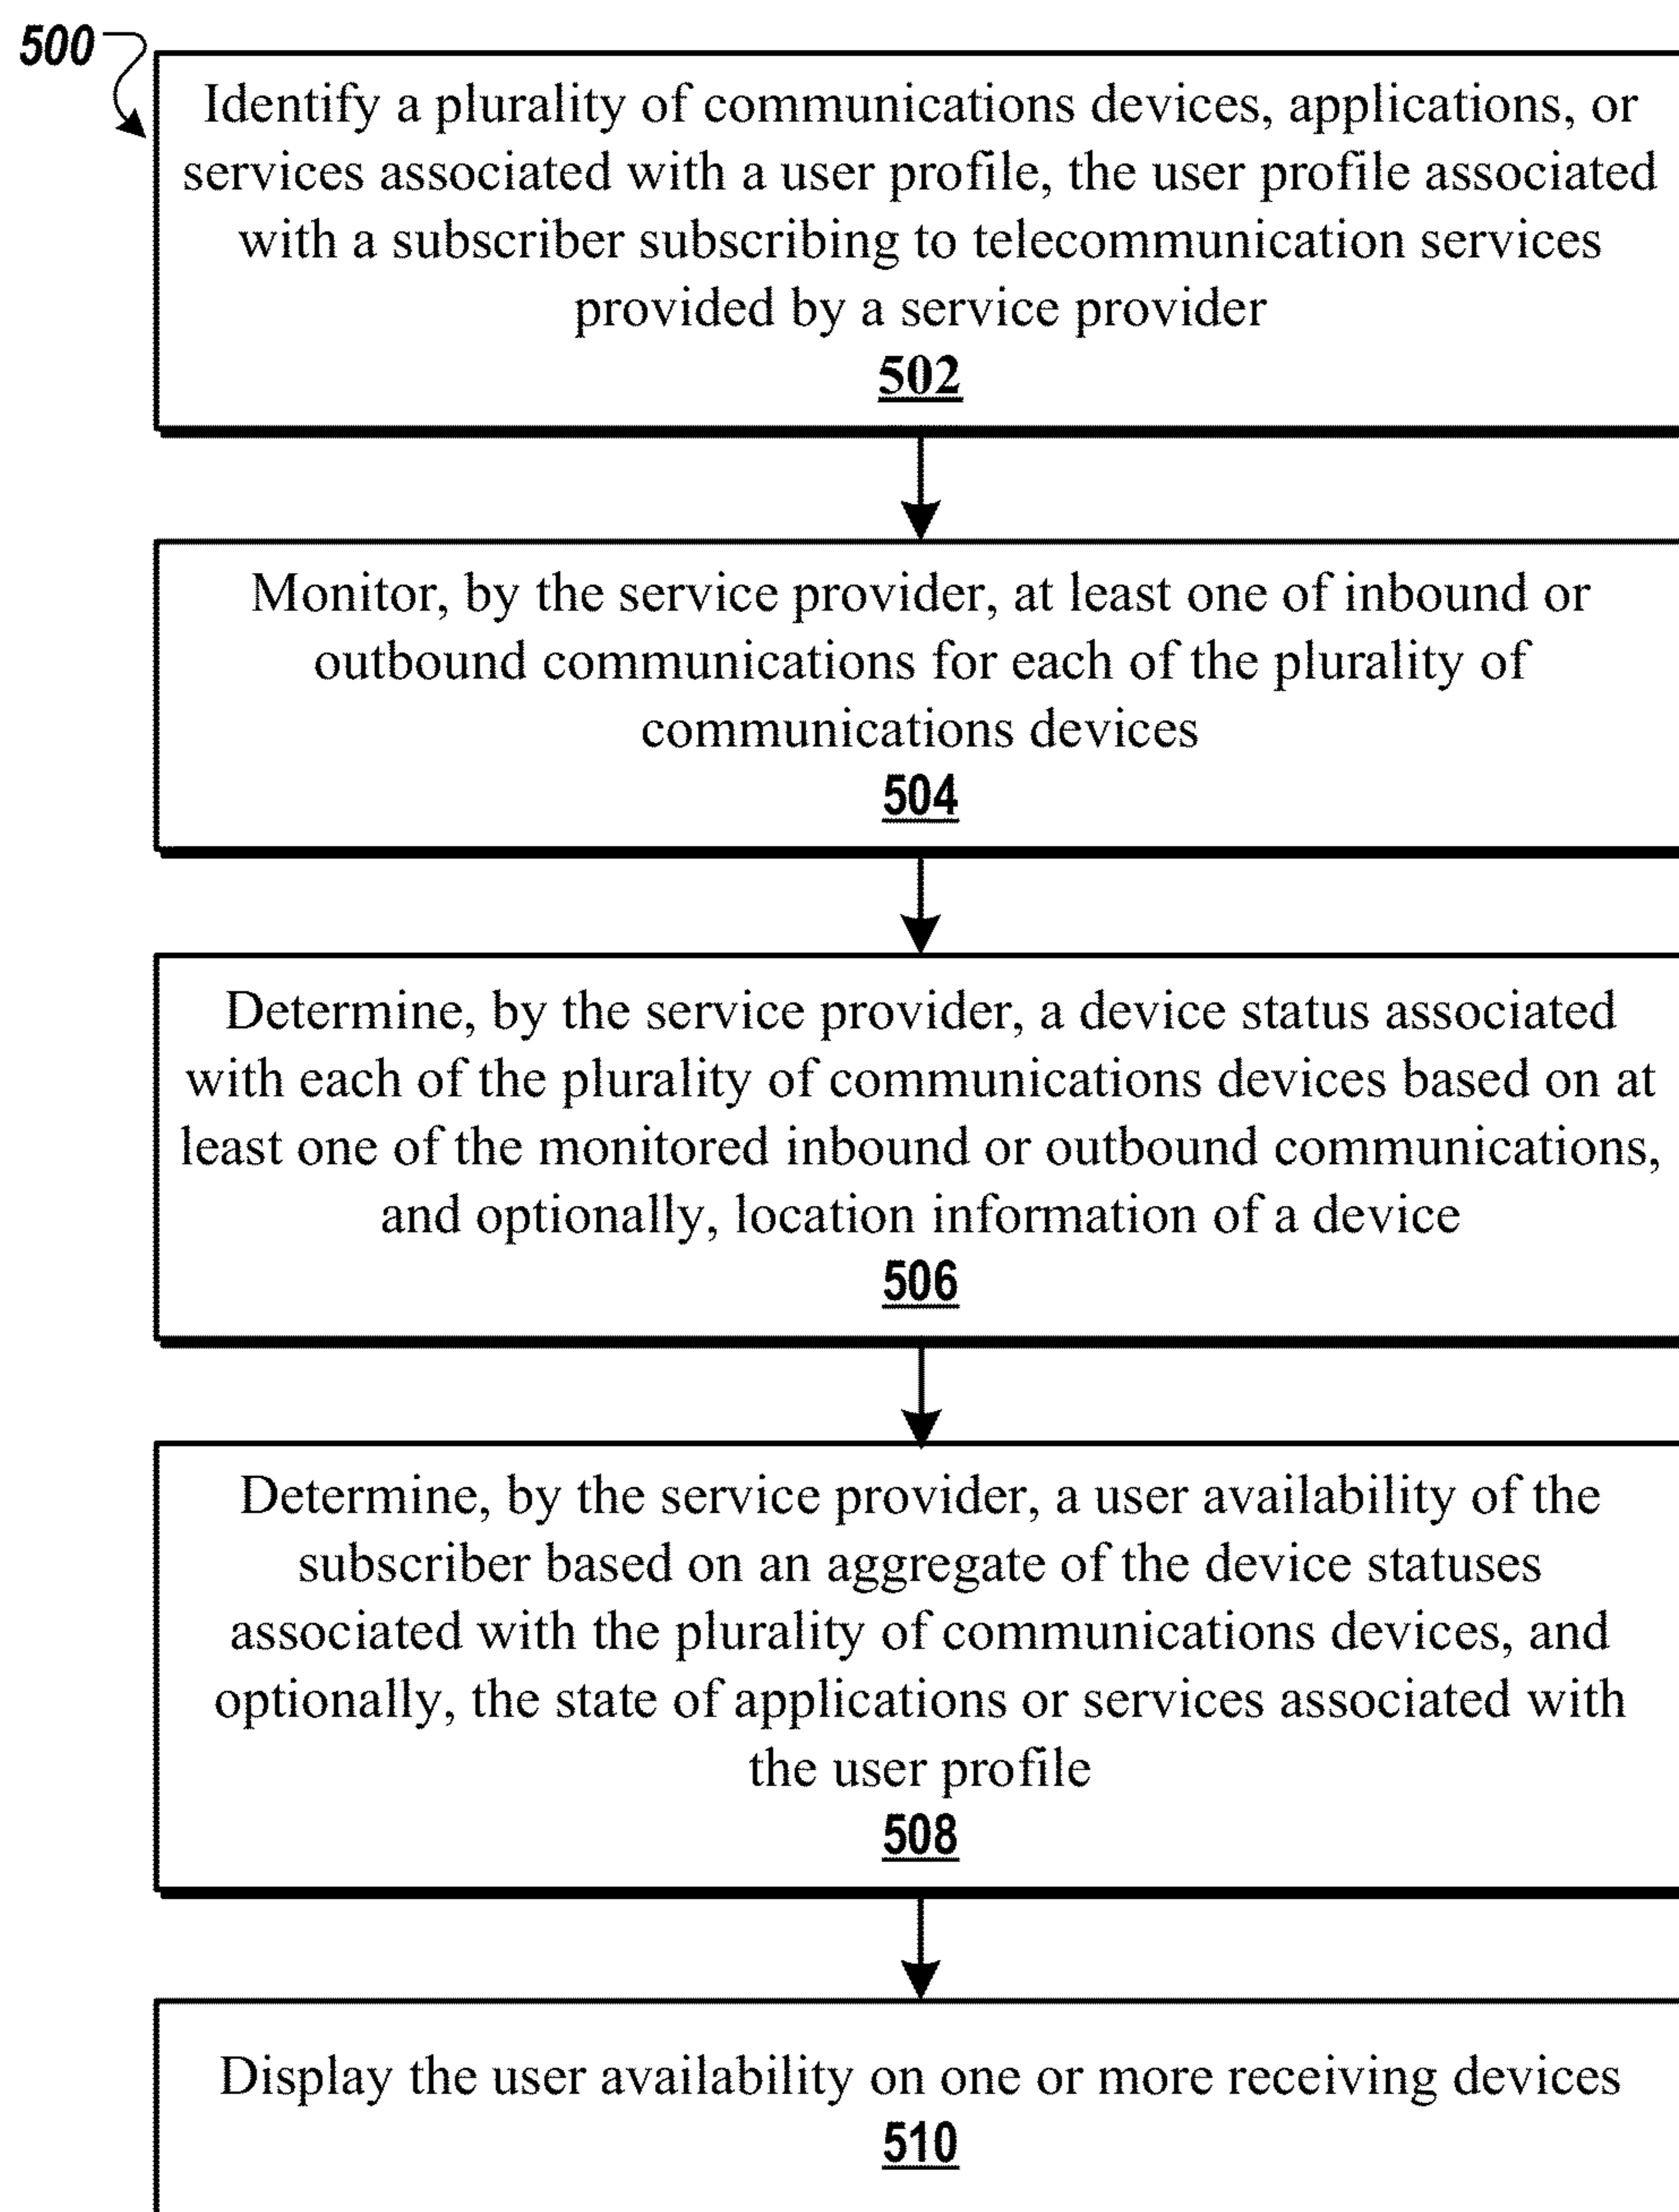 500
Identify a plurality of communications devices, applications, or
services associated with a user profile, the user profile associated
with a subscriber subscribing to telecommunication services
provided by a service provider
502
Monitor, by the service provider, at least one of inbound or
outbound communications for each of the plurality of
communications devices
504
Determine, by the service provider, a device status associated
with each of the plurality of communications devices based on at
least one of the monitored inbound or outbound communications,
and optionally, location information of a device
506
Determine, by the service provider, a user availability of the
subscriber based on an aggregate of the device statuses
associated with the plurality of communications devices, and
optionally, the state of applications or services associated with
the user profile
508
Display the user availability on one or more receiving devices
510